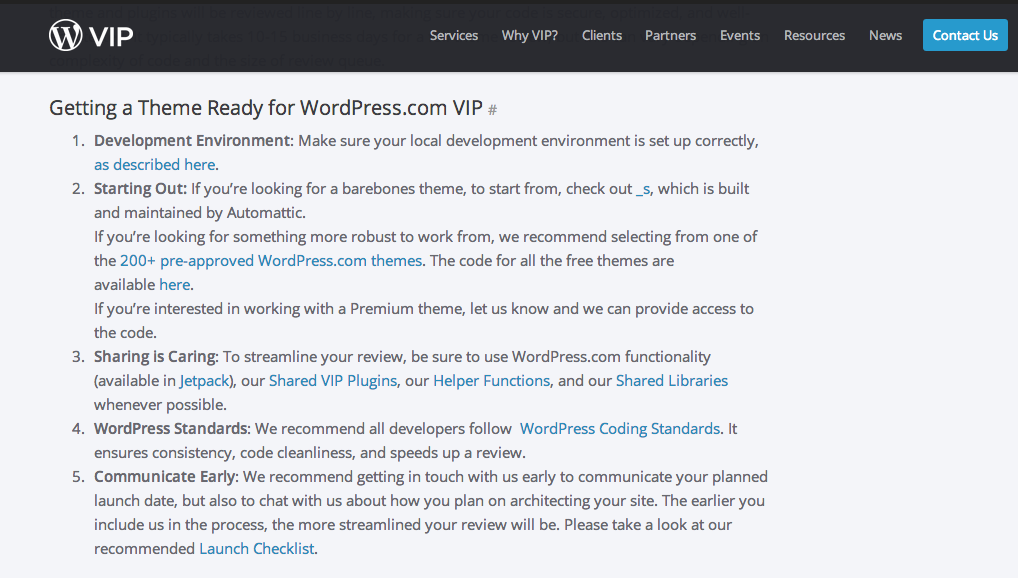 VIP Services Why VIP? Clients Partners Events Resources News Contact Us
Getting a Theme Ready for WordPress.com VIP #
1. Development Environment: Make sure your local development environment is set up correctly,
as described here.
2. Starting Out: If you’re looking for a barebones theme, to start from, check out _s, which is built
and maintained by Automattic.
If you’re looking for something more robust to work from, we recommend selecting from one of
the 200+ pre-approved WordPress.com themes. The code for all the free themes are
available here.
If you’re interested in working with a Premium theme, let us know and we can provide access to
the code.
3. Sharing is Caring: To streamline your review, be sure to use WordPress.com functionality
(available in Jetpack), our Shared VIP Plugins, our Helper Functions, and our Shared Libraries
whenever possible.
4. WordPress Standards: We recommend all developers follow WordPress Coding Standards. It
ensures consistency, code cleanliness, and speeds up a review.
5. Communicate Early: We recommend getting in touch with us early to communicate your planned
launch date, but also to chat with us about how you plan on architecting your site. The earlier you
include us in the process, the more streamlined your review will be. Please take a look at our
recommended Launch Checklist.